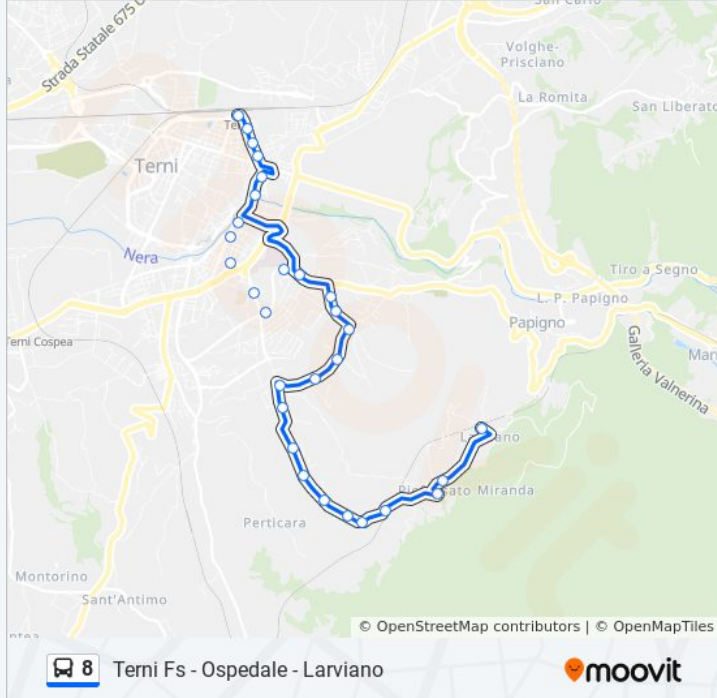 San Carlo
Strada Statale 675 U
Volghe-
Prisciano
La Romita
San Liberato
Terni
Nera
Tiro a Segno
L. P. Papigno
Papigno
Terni Cospea
Galleria Valnerina
Miranda
Perticara
Montorino
Sant'Antimo
© OpenStreetMap contributors | © OpenMapTiles
8 Terni Fs - Ospedale - Larviano
moovit